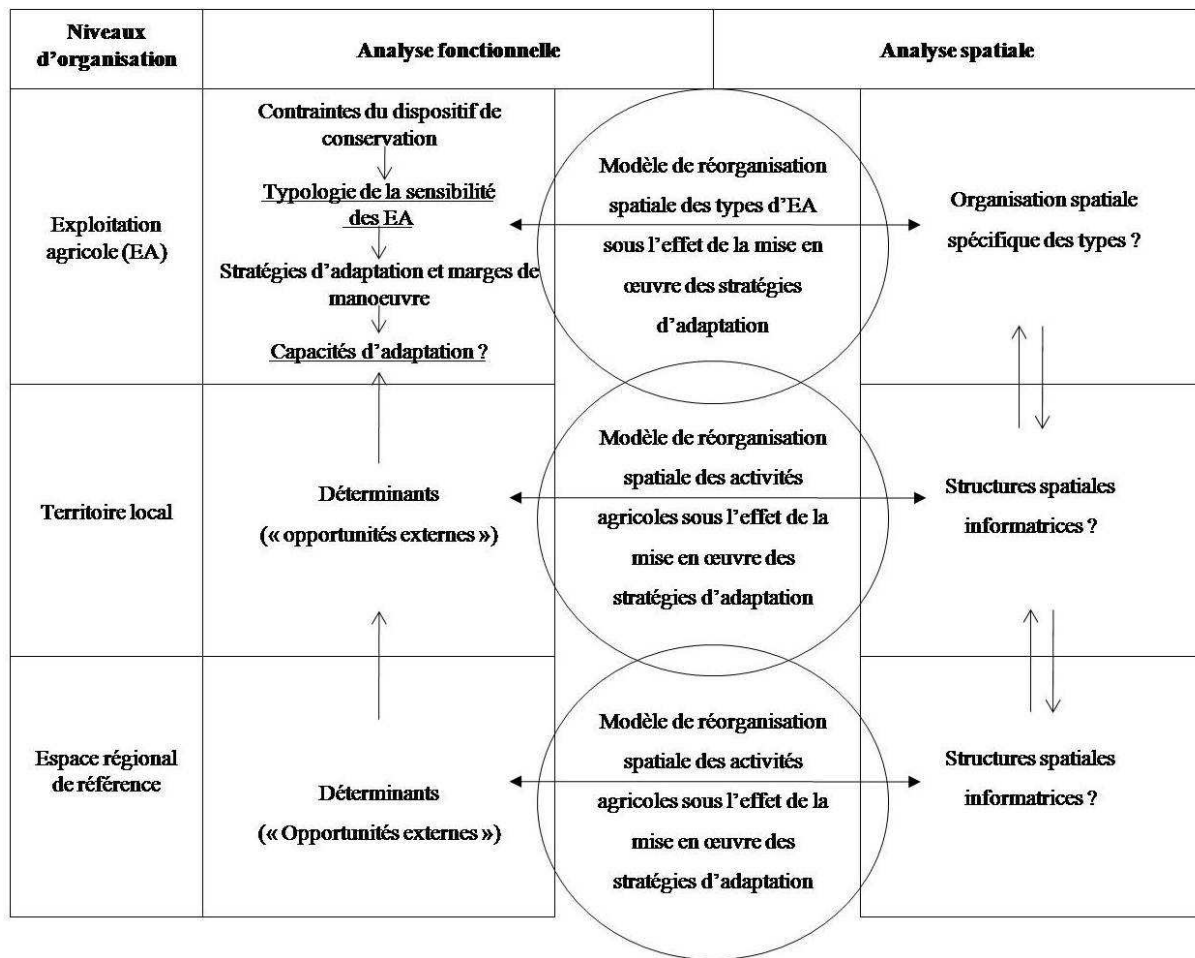 Niveaux
d'organisation
Analyse fonctionnelle
Analyse spatiale
Exploitation
agricole (EA)
Contraintes du dispositif de
conservation
Typologie de la sensibilité
des EA
Stratégies d'adaptation et marges de
manoeuvre
Capacités d'adaptation ?
Modèle de réorganisation
spatiale des types d'EA
sous l'effet de la mise en
œuvre des stratégies
d'adaptation
Organisation spatiale
spécifique des types ?
Territoire local
Déterminants
(« opportunités externes »)
Modèle de réorganisation
spatiale des activités
agricoles sous l'effet de la
mise en œuvre des
stratégies d'adaptation
Structures spatiales
informatrices ?
Espace régional
de référence
Déterminants
(« Opportunités externes »)
Modèle de réorganisation
spatiale des activités
agricoles sous l'effet de la
mise en œuvre des
stratégies d'adaptation
Structures spatiales
informatrices ?